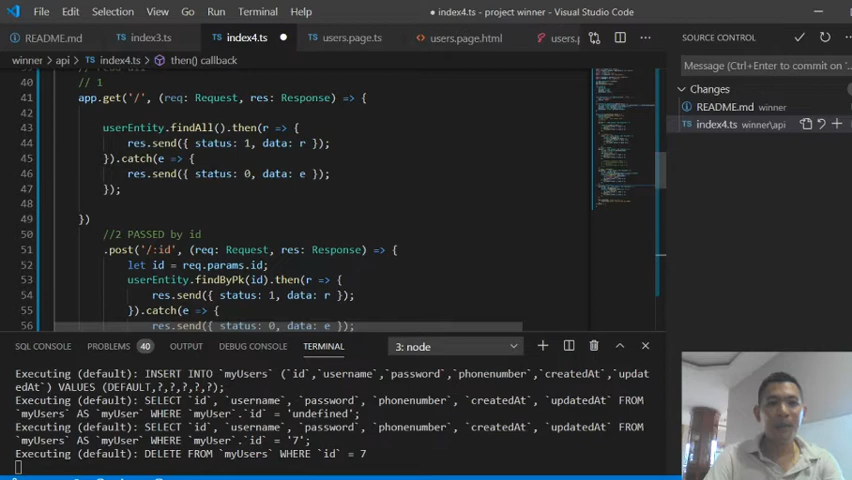 File Edit Selection View Go Run Terminal Help
● index4.ts - project winner - Visual Studio Code
README.md TS index3.ts TS index4.ts ● TS users.page.ts users.page.html users.p
SOURCE CONTROL
winner › api › TS index4.ts › then() callback
Message (Ctrl+Enter to commit on
Changes
README.md winner
TS index4.ts winner\api
40 // 1
41 app.get('/', (req: Request, res: Response) => {
42
43 userEntity.findAll().then(r => {
44 res.send({ status: 1, data: r });
45 }).catch(e => {
46 res.send({ status: 0, data: e });
47 });
48
49 })
50 //2 PASSED by id
51 .post('/:id', (req: Request, res: Response) => {
52 let id = req.params.id;
53 userEntity.findByPk(id).then(r => {
54 res.send({ status: 1, data: r });
55 }).catch(e => {
56 res.send({ status: 0, data: e });
SQL CONSOLE PROBLEMS 40 OUTPUT DEBUG CONSOLE TERMINAL 3: node
Executing (default): INSERT INTO `myUsers` (`id`,`username`,`password`,`phonenumber`,`createdAt`,`updat
edAt`) VALUES (DEFAULT,?,?,?,?,?);
Executing (default): SELECT `id`, `username`, `password`, `phonenumber`, `createdAt`, `updatedAt` FROM
`myUsers` AS `myUser` WHERE `myUser`.`id` = 'undefined';
Executing (default): SELECT `id`, `username`, `password`, `phonenumber`, `createdAt`, `updatedAt` FROM
`myUsers` AS `myUser` WHERE `myUser`.`id` = '7';
Executing (default): DELETE FROM `myUsers` WHERE `id` = 7